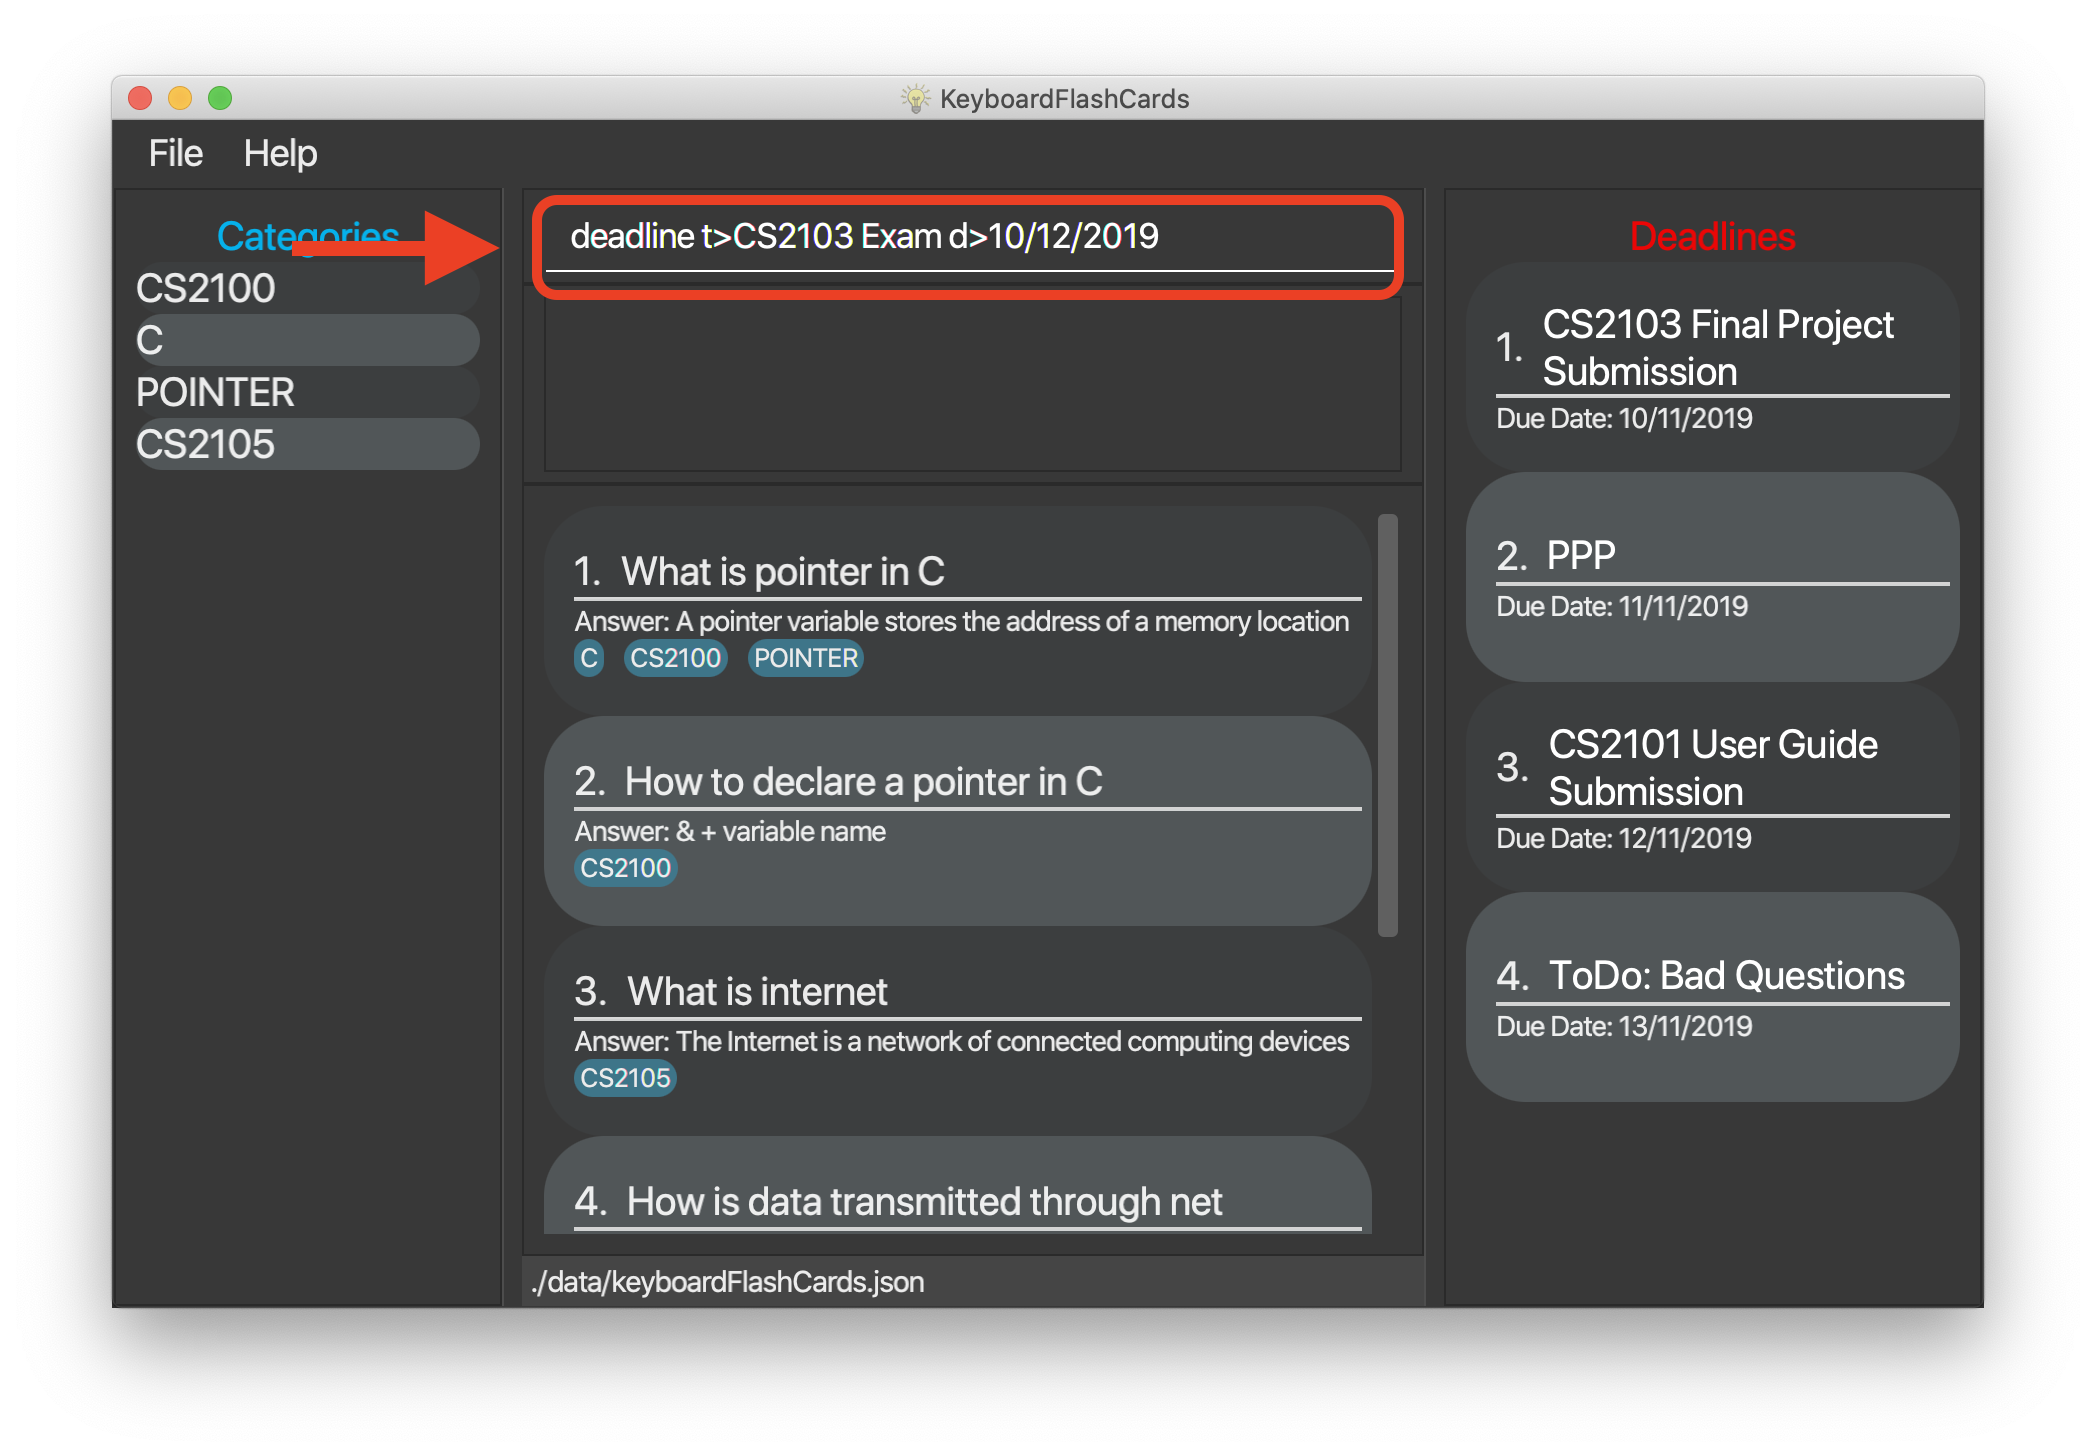 KeyboardFlashCards
File Help
Categories
CS2100
C
POINTER
CS2105
deadline t>CS2103 Exam d>10/12/2019
1. What is pointer in C
Answer: A pointer variable stores the address of a memory location
C CS2100 POINTER
2. How to declare a pointer in C
Answer: & + variable name
CS2100
3. What is internet
Answer: The Internet is a network of connected computing devices
CS2105
4. How is data transmitted through net
./data/keyboardFlashCards.json
Deadlines
1. CS2103 Final Project
Submission
Due Date: 10/11/2019
2. PPP
Due Date: 11/11/2019
3. CS2101 User Guide
Submission
Due Date: 12/11/2019
4. ToDo: Bad Questions
Due Date: 13/11/2019